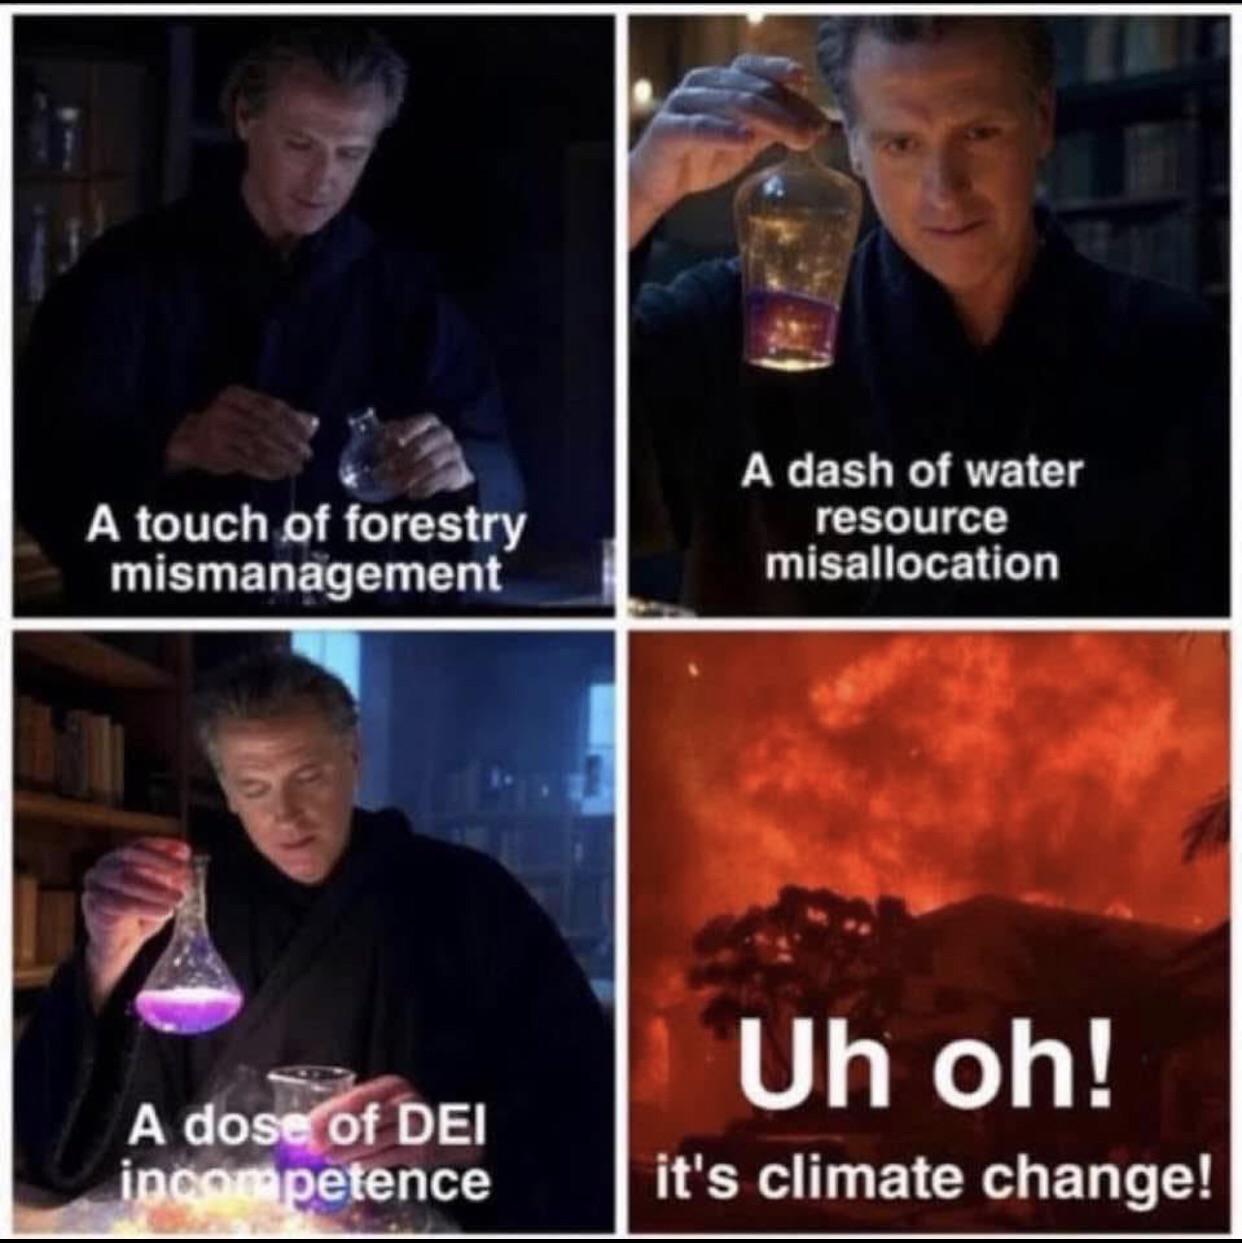 A touch of forestry
mismanagement
A dash of water
resource
misallocation
A dose of DEI
incompetence
Uh oh!
it's climate change!